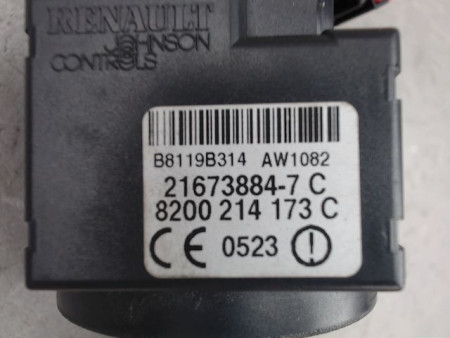 RENAULT
JOHNSON
CONTROLS
B8119B314 AW1082
21673884-7 C
8200 214 173 C
CE 0523 !